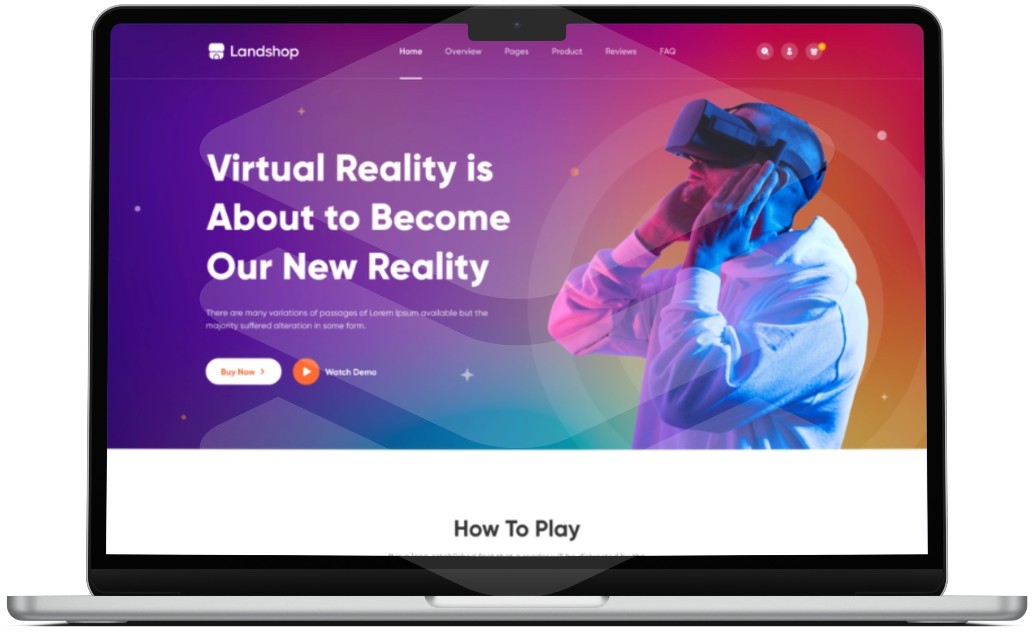 Landshop
Home Overview Pages Product Reviews FAQ
Virtual Reality is
About to Become
Our New Reality
There are many variations of passages of Lorem Ipsum available but the
majority suffered alteration in some form.
Buy Now Watch Demo
How To Play